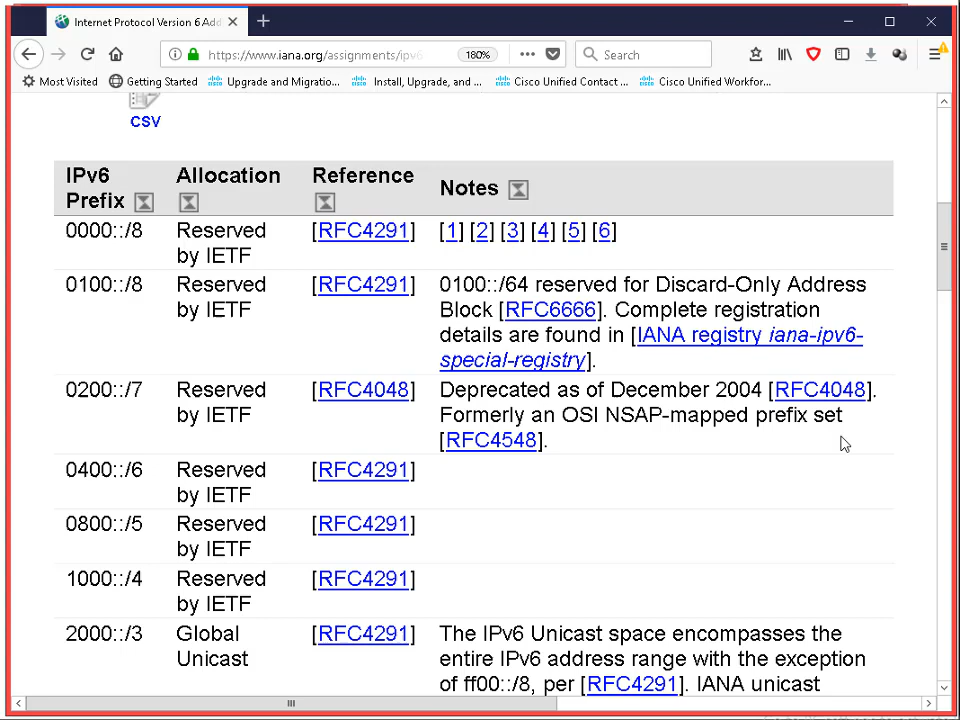 Internet Protocol Version 6 Add
https://www.iana.org/assignments/ipv6
180%
Search
Most Visited
Getting Started
Upgrade and Migratio...
Install, Upgrade, and ...
Cisco Unified Contact ...
Cisco Unified Workfor...
CSV
IPv6 Prefix Allocation Reference Notes
0000::/8 Reserved [RFC4291] [1] [2] [3] [4] [5] [6]
by IETF
0100::/8 Reserved [RFC4291] 0100::/64 reserved for Discard-Only Address
by IETF Block [RFC6666]. Complete registration
details are found in [IANA registry iana-ipv6-
special-registry].
0200::/7 Reserved [RFC4048] Deprecated as of December 2004 [RFC4048].
by IETF Formerly an OSI NSAP-mapped prefix set
[RFC4548].
0400::/6 Reserved [RFC4291]
by IETF
0800::/5 Reserved [RFC4291]
by IETF
1000::/4 Reserved [RFC4291]
by IETF
2000::/3 Global [RFC4291] The IPv6 Unicast space encompasses the
Unicast entire IPv6 address range with the exception
of ff00::/8, per [RFC4291]. IANA unicast